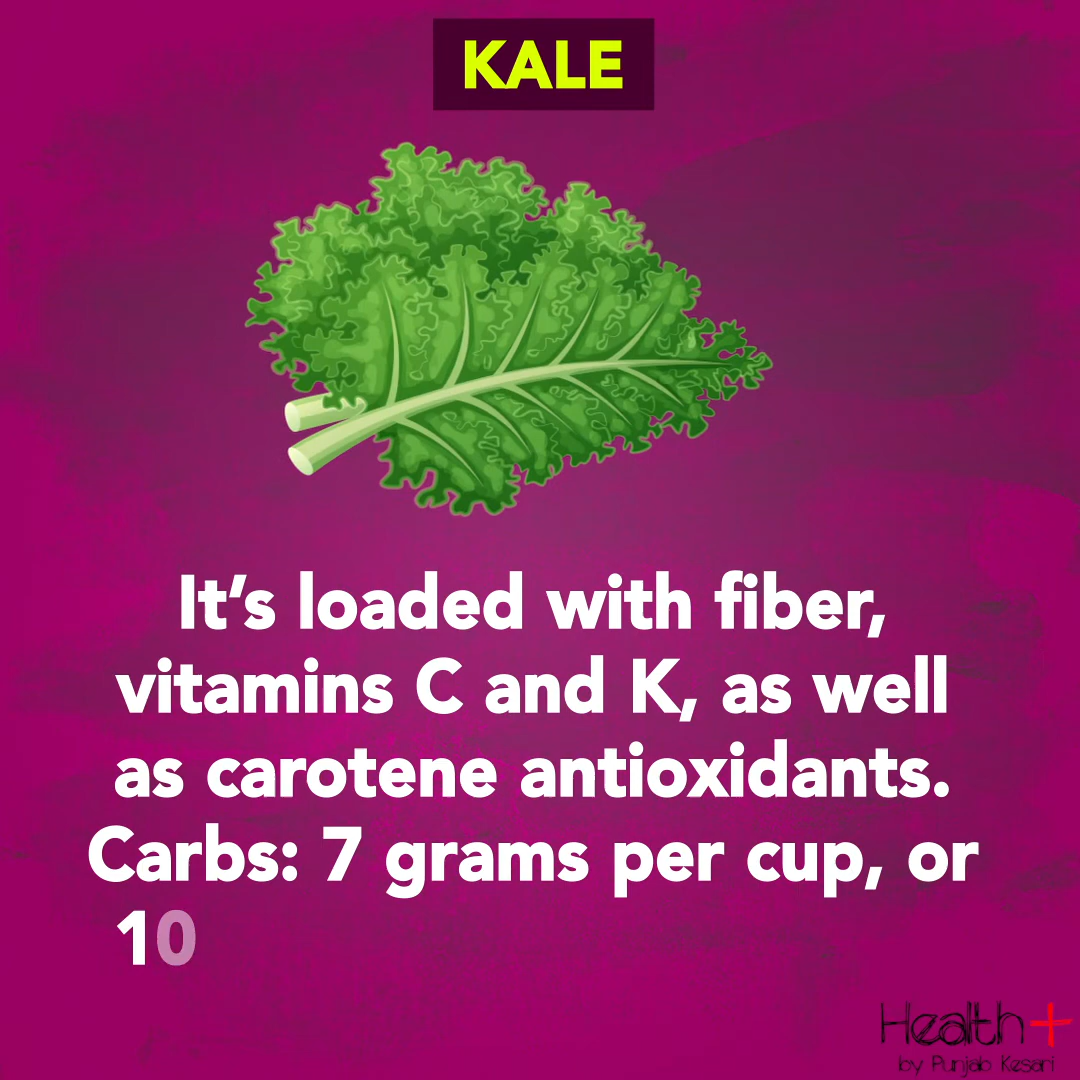 KALE
It’s loaded with fiber,
vitamins C and K, as well
as carotene antioxidants.
Carbs: 7 grams per cup, or
10
Health+
by Punjab Kesari